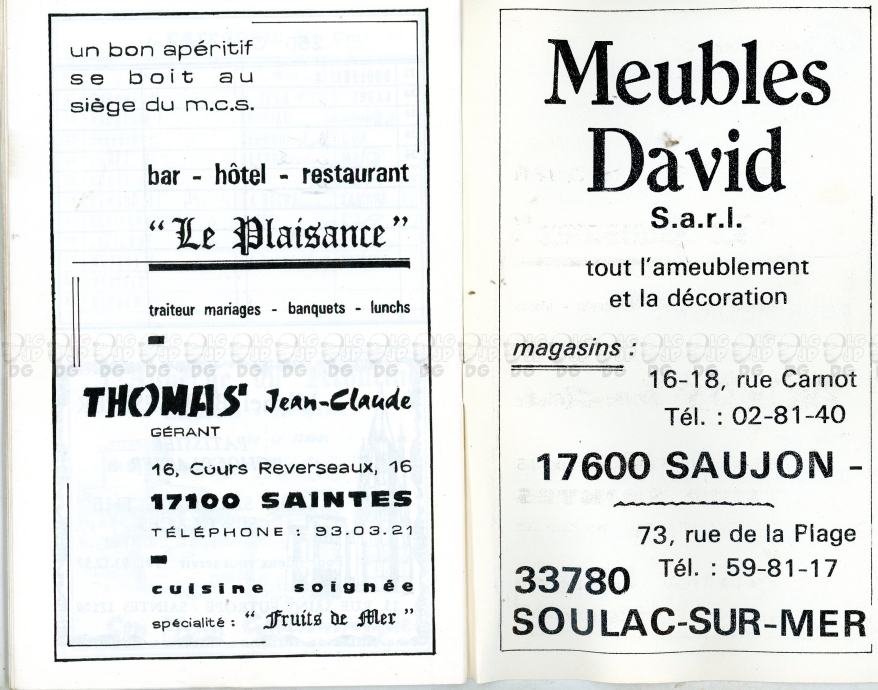 un bon apéritif
se boit au
siège du m.c.s.
bar - hôtel - restaurant
"Le Plaisance"
traiteur mariages - banquets - lunchs
THOMAS Jean-Claude
GÉRANT
16, Cours Reverseaux, 16
17100 SAINTES
TÉLÉPHONE : 93.03.21
cuisine soignée
spécialité : "Fruits de Mer"
Meubles
David
S.a.r.l.
tout l'ameublement
et la décoration
magasins :
16-18, rue Carnot
Tél. : 02-81-40
17600 SAUJON -
73, rue de la Plage
Tél. : 59-81-17
33780
SOULAC-SUR-MER